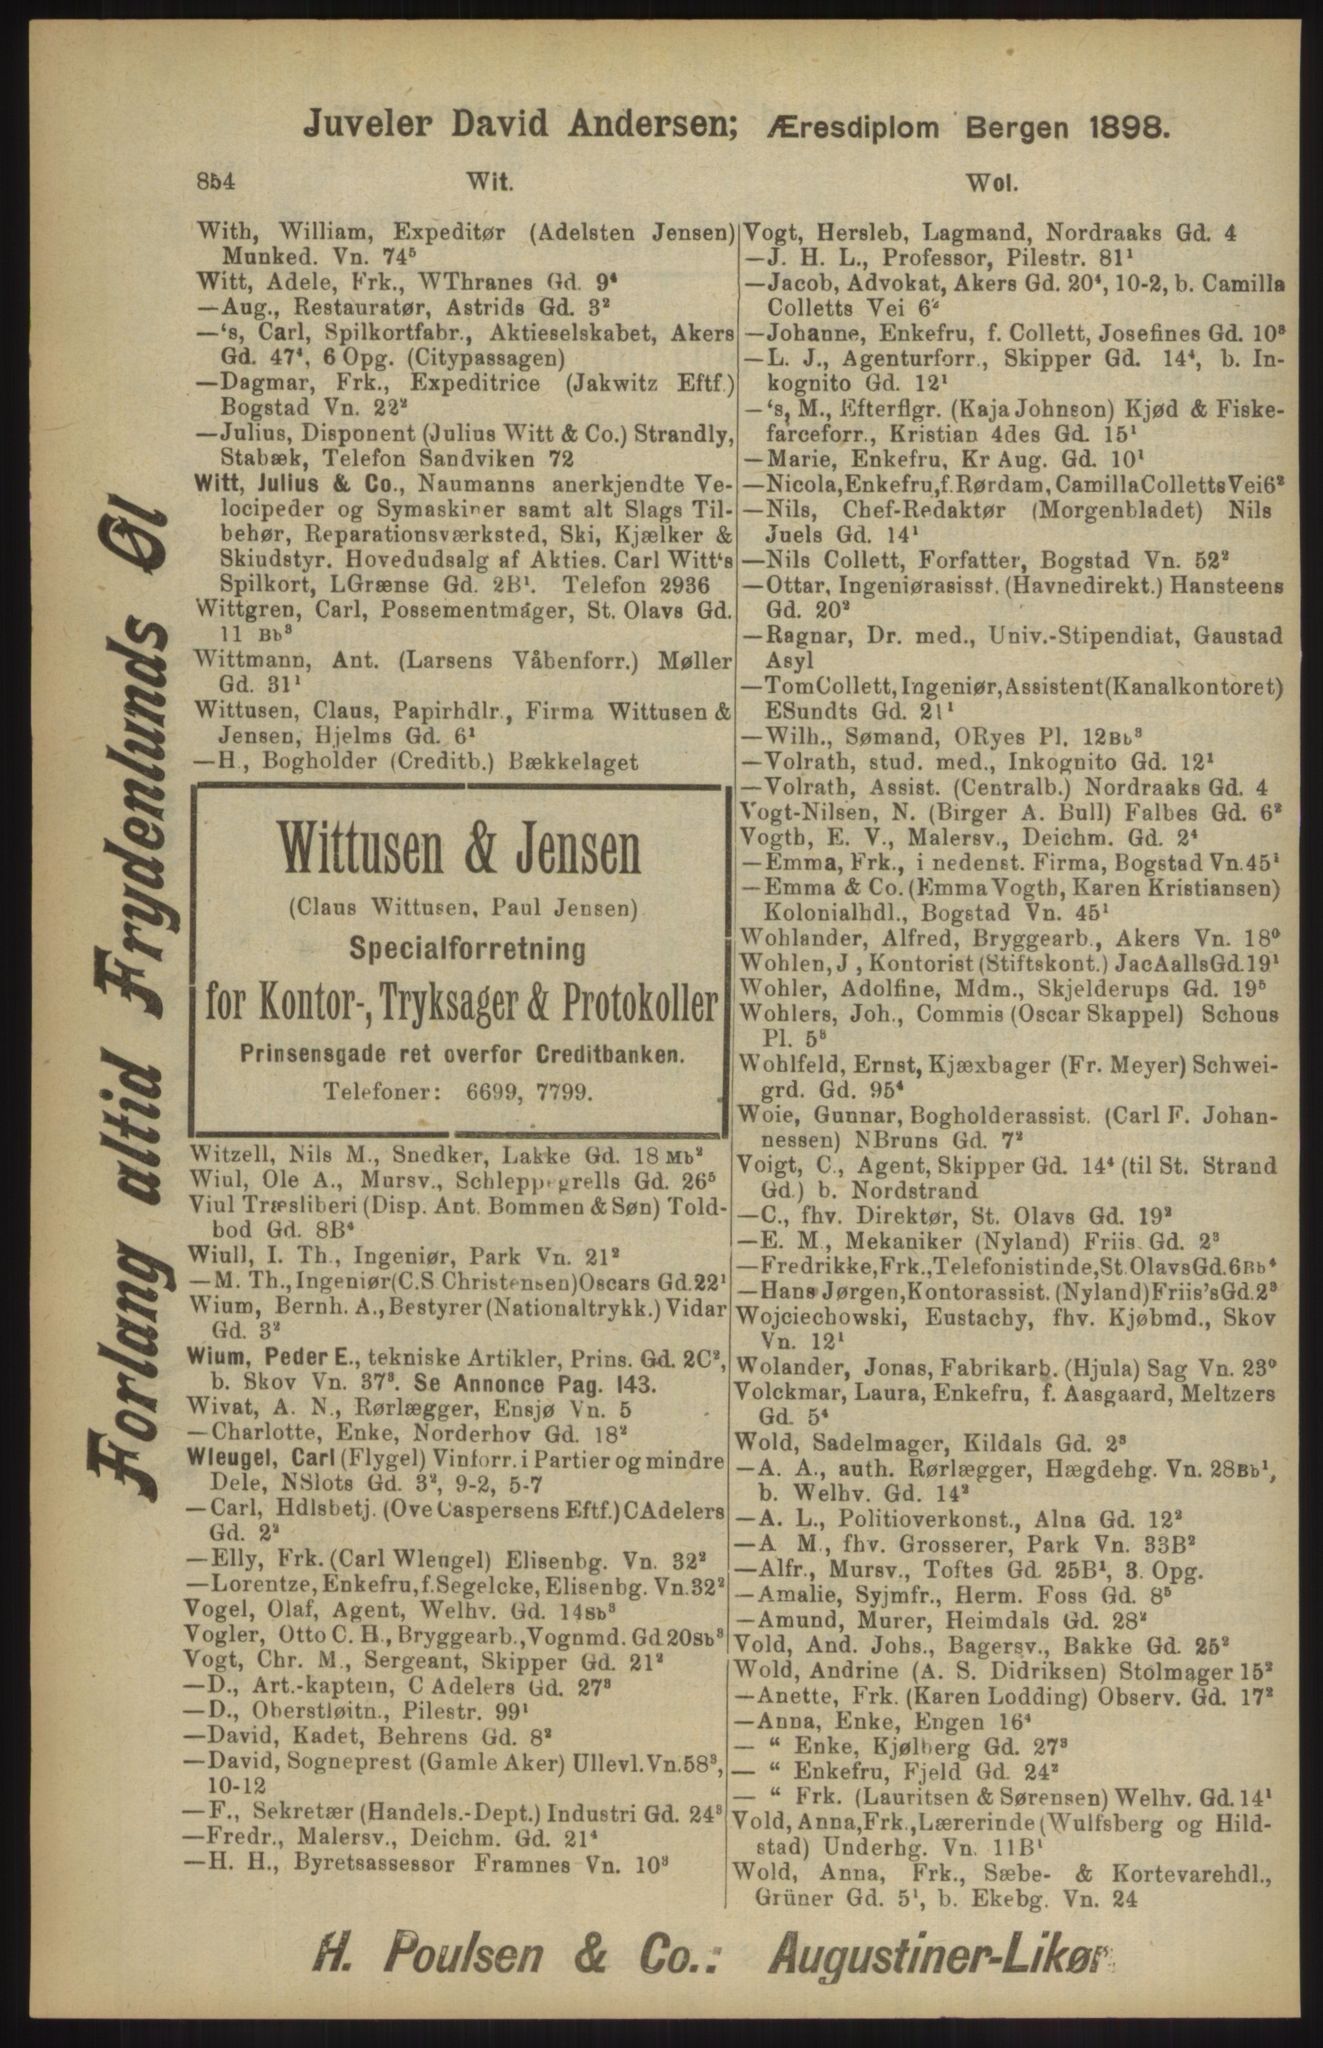 Juveler David Andersen; Æresdiplom Bergen 1898.
854 Wit. Wol.
With, William, Expeditør (Adelsten Jensen)
Munked. Vn. 74⁵
Witt, Adele, Frk., WThranes Gd. 9⁴
—Aug., Restauratør, Astrids Gd. 3²
—‘s, Carl, Spilkortfabr., Aktieselskabet, Akers
Gd. 47⁴, 6 Opg. (Citypassagen)
—Dagmar, Frk., Expeditrice (Jakwitz Eftf.)
Bogstad Vn. 22²
—Julius, Disponent (Julius Witt & Co.) Strandly,
Stabæk, Telefon Sandviken 72
Witt, Julius & Co., Naumanns anerkjendte Ve-
locipeder og Symaskiner samt alt Slags Til-
behør, Reparationsværksted, Ski, Kjælker &
Skiudstyr. Hovedudsalg af Akties. Carl Witt‘s
Spilkort, LGrænse Gd. 2B¹. Telefon 2936
Wittgren, Carl, Possementmager, St. Olavs Gd.
11 Bb³
Wittmann, Ant. (Larsens Våbenforr.) Møller
Gd. 31¹
Wittusen, Claus, Papirhdlr., Firma Wittusen &
Jensen, Hjelms Gd. 6¹
—H., Bogholder (Creditb.) Bækkelaget
Wittusen & Jensen
(Claus Wittusen, Paul Jensen)
Specialforretning
for Kontor-, Tryksager & Protokoller
Prinsensgade ret overfor Creditbanken.
Telefoner: 6699, 7799.
Witzell, Nils M., Snedker, Lakke Gd. 18 Mb²
Wiul, Ole A., Mursv., Schleppegrells Gd. 26⁵
Viul Træsliberi (Disp. Ant. Bommen & Søn) Told-
bod Gd. 8B⁴
Wiull, I. Th., Ingeniør, Park Vn. 21²
—M. Th., Ingeniør (C.S Christensen) Oscars Gd. 22¹
Wium, Bernh. A., Bestyrer (Nationaltrykk.) Vidar
Gd. 3²
Wium, Peder E., tekniske Artikler, Prins. Gd. 2C²,
b. Skov Vn. 37³. Se Annonce Pag. 143.
Wivat, A. N., Rørlægger, Ensjø Vn. 5
—Charlotte, Enke, Norderhov Gd. 18²
Wleugel, Carl (Flygel) Vinforr. i Partier og mindre
Dele, NSlots Gd. 3², 9-2, 5-7
—Carl, Hdlsbetj. (Ove Caspersens Eftf.) CAdelers
Gd. 2²
—Elly, Frk. (Carl Wleugel) Elisenbg. Vn. 32²
—Lorentze, Enkefru, f. Segelcke, Elisenbg. Vn. 32²
Vogel, Olaf, Agent, Welhv. Gd. 14Sb³
Vogler, Otto C. H., Bryggearb., Vognmd. Gd 20Sb³
Vogt, Chr. M., Sergeant, Skipper Gd. 21²
—D., Art.-kaptein, C Adelers Gd. 27³
—D., Oberstløitn., Pilestr. 99¹
—David, Kadet, Behrens Gd. 8²
—David, Sogneprest (Gamle Aker) Ullevl. Vn. 58³,
10-12
—F., Sekretær (Handels.-Dept.) Industri Gd. 24³
—Fredr., Malersv., Deichm. Gd. 21⁴
—H. H., Byretsassessor Framnes Vn. 10³
Vogt, Hersleb, Lagmand, Nordraaks Gd. 4
—J. H. L., Professor, Pilestr. 81¹
—Jacob, Advokat, Akers Gd. 20⁴, 10-2, b. Camilla
Colletts Vei 6²
—Johanne, Enkefru, f. Collett, Josefines Gd. 10³
—L. J., Agenturforr., Skipper Gd. 14⁴, b. In-
kognito Gd. 12¹
—‘s, M., Efterflgr. (Kaja Johnson) Kjød & Fiske-
farceforr., Kristian 4des Gd. 15¹
—Marie, Enkefru, Kr Aug. Gd. 10¹
—Nicola, Enkefru, f. Rørdam, Camilla Colletts Vei 6²
—Nils, Chef-Redaktør (Morgenbladet) Nils
Juels Gd. 14¹
—Nils Collett, Forfatter, Bogstad Vn. 52²
—Ottar, Ingeniørasisst. (Havnedirekt.) Hansteens
Gd. 20²
—Ragnar, Dr. med., Univ.-Stipendiat, Gaustad
Asyl
—Tom Collett, Ingeniør, Assistent (Kanalkontoret)
ESundts Gd. 21¹
—Wilh., Sømand, ORyes Pl. 12Bb³
—Volrath, stud. med., Inkognito Gd. 12¹
—Volrath, Assist. (Centralb.) Nordraaks Gd. 4
Vogt-Nilsen, N. (Birger A. Bull) Falbes Gd. 6²
Vogth, E. V., Malersv., Deichm. Gd. 2⁴
—Emma, Frk., i nedenst. Firma, Bogstad Vn. 45¹
—Emma & Co. (Emma Vogth, Karen Kristiansen)
Kolonialhdl., Bogstad Vn. 45¹
Wohlander, Alfred, Bryggearb., Akers Vn. 18⁰
Wohlen, J , Kontorist (Stiftskont.) JacAallsGd. 19¹
Wohler, Adolfine, Mdm., Skjelderups Gd. 19⁵
Wohlers, Joh., Commis (Oscar Skappel) Schous
Pl. 5³
Wohlfeld, Ernst, Kjæxbager (Fr. Meyer) Schwei-
grd. Gd. 95⁴
Woie, Gunnar, Bogholderassist. (Carl F. Johan-
nessen) NBruns Gd. 7²
Voigt, C., Agent, Skipper Gd. 14⁴ (til St. Strand
Gd.) b. Nordstrand
—C., fhv. Direktør, St. Olavs Gd. 19²
—E. M., Mekaniker (Nyland) Friis Gd. 2³
—Fredrikke, Frk., Telefonistinde, St. Olavs Gd. 6Bb⁴
—Hans Jørgen, Kontorassist. (Nyland) Friis's Gd. 2³
Wojciechowski, Eustachy, fhv. Kjøbmd., Skov
Vn. 12¹
Wolander, Jonas, Fabrikarb. (Hjula) Sag Vn. 23⁰
Volckmar, Laura, Enkefru, f. Aasgaard, Meltzers
Gd. 5⁴
Wold, Sadelmager, Kildals Gd. 2³
—A. A., auth. Rørlægger, Hægdehg. Vn. 28Bb¹,
b. Welhv. Gd. 14²
—A. L., Politioverkonst., Alna Gd. 12²
—A M., fhv. Grosserer, Park Vn. 33B²
—Alfr., Mursv., Toftes Gd. 25B¹, 3. Opg.
—Amalie, Syjmfr., Herm. Foss Gd. 8⁵
—Amund, Murer, Heimdals Gd. 28²
Vold, And. Johs., Bagersv., Bakke Gd. 25²
Wold, Andrine (A. S. Didriksen) Stolmager 15²
—Anette, Frk. (Karen Lodding) Observ. Gd. 17²
—Anna, Enke, Engen 16⁴
— “ Enke, Kjølberg Gd. 27³
— “ Enkefru, Fjeld Gd. 24²
— “ Frk. (Lauritsen & Sørensen) Welhv. Gd. 14¹
Vold, Anna, Frk., Lærerinde (Wulfsberg og Hild-
stad) Underhg. Vn. 11B¹
Wold, Anna, Frk., Sæbe- & Kortevarehdl.,
Grüner Gd. 5¹, b. Ekebg. Vn. 24
Forlang altid Frydenlunds Øl
H. Poulsen & Co.: Augustiner-Likør